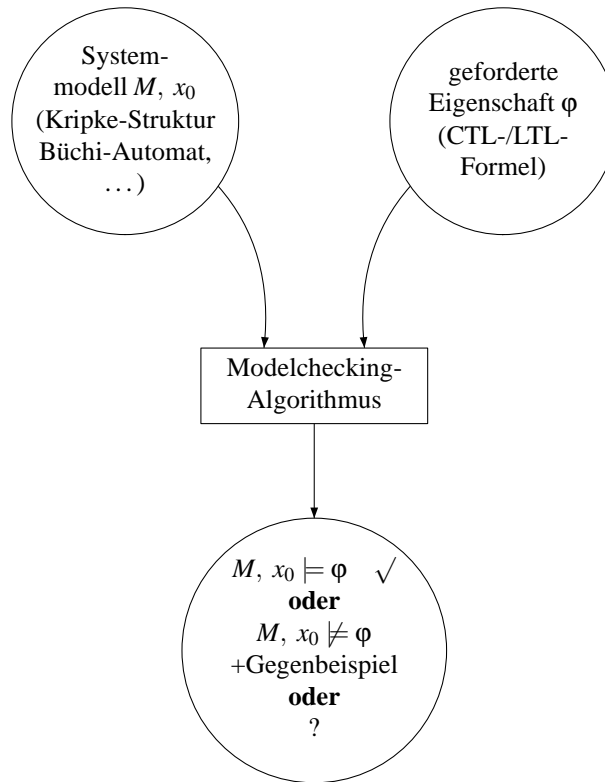 System-
modell M, x₀
(Kripke-Struktur
Büchi-Automat,
...)
geforderte
Eigenschaft φ
(CTL-/LTL-
Formel)
Modelchecking-
Algorithmus
M, x₀ ⊨ φ √
oder
M, x₀ ⊭ φ
+Gegenbeispiel
oder
?